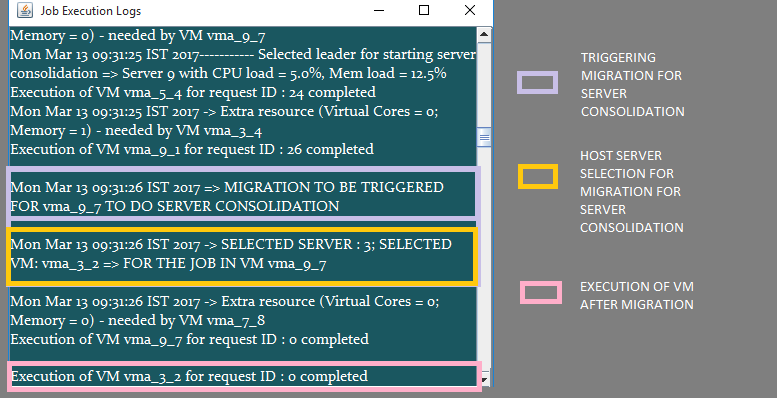 Job Execution Logs
Memory = 0) - needed by VM vma_9_7
Mon Mar 13 09:31:25 IST 2017----------- Selected leader for starting server
consolidation => Server 9 with CPU load = 5.0%, Mem load = 12.5%
Execution of VM vma_5_4 for request ID : 24 completed
Mon Mar 13 09:31:25 IST 2017 -> Extra resource (Virtual Cores = 0;
Memory = 1) - needed by VM vma_3_4
Execution of VM vma_9_1 for request ID : 26 completed
Mon Mar 13 09:31:26 IST 2017 => MIGRATION TO BE TRIGGERED
FOR vma_9_7 TO DO SERVER CONSOLIDATION
Mon Mar 13 09:31:26 IST 2017 -> SELECTED SERVER : 3; SELECTED
VM: vma_3_2 => FOR THE JOB IN VM vma_9_7
Mon Mar 13 09:31:26 IST 2017 -> Extra resource (Virtual Cores = 0;
Memory = 0) - needed by VM vma_7_8
Execution of VM vma_9_7 for request ID : 0 completed
Execution of VM vma_3_2 for request ID : 0 completed
TRIGGERING
MIGRATION FOR
SERVER
CONSOLIDATION
HOST SERVER
SELECTION FOR
MIGRATION FOR
SERVER
CONSOLIDATION
EXECUTION OF VM
AFTER MIGRATION